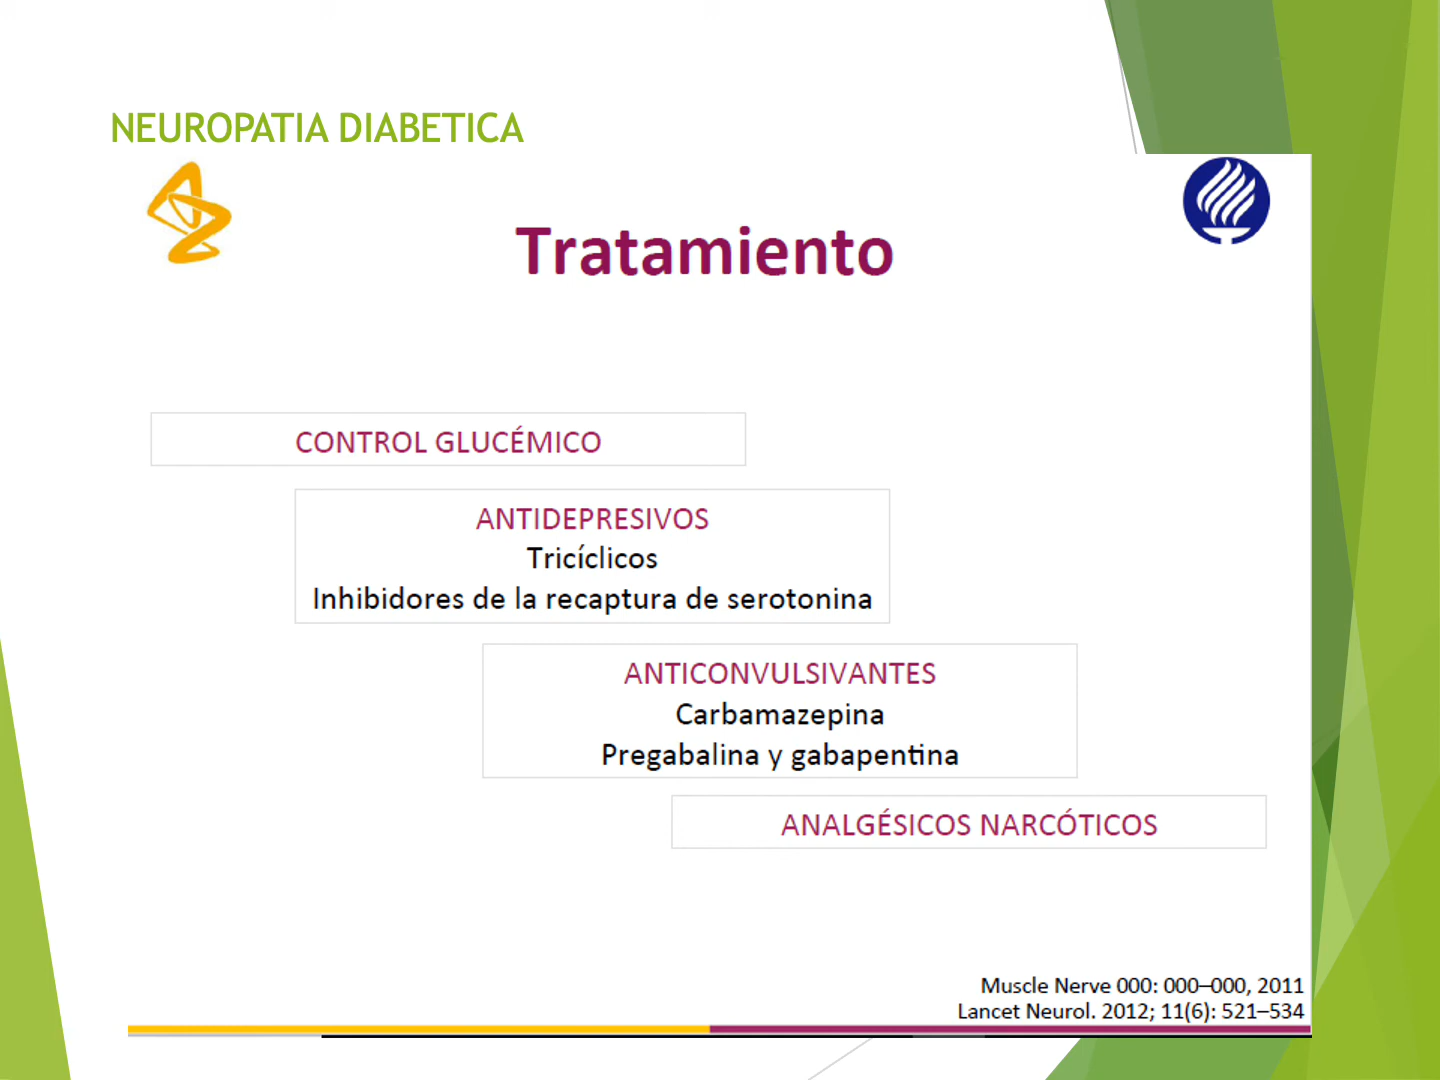 NEUROPATIA DIABETICA
Tratamiento
CONTROL GLUCÉMICO
ANTIDEPRESIVOS
Tricíclicos
Inhibidores de la recaptura de serotonina
ANTICONVULSIVANTES
Carbamazepina
Pregabalina y gabapentina
ANALGÉSICOS NARCÓTICOS
Muscle Nerve 000: 000–000, 2011
Lancet Neurol. 2012; 11(6): 521–534